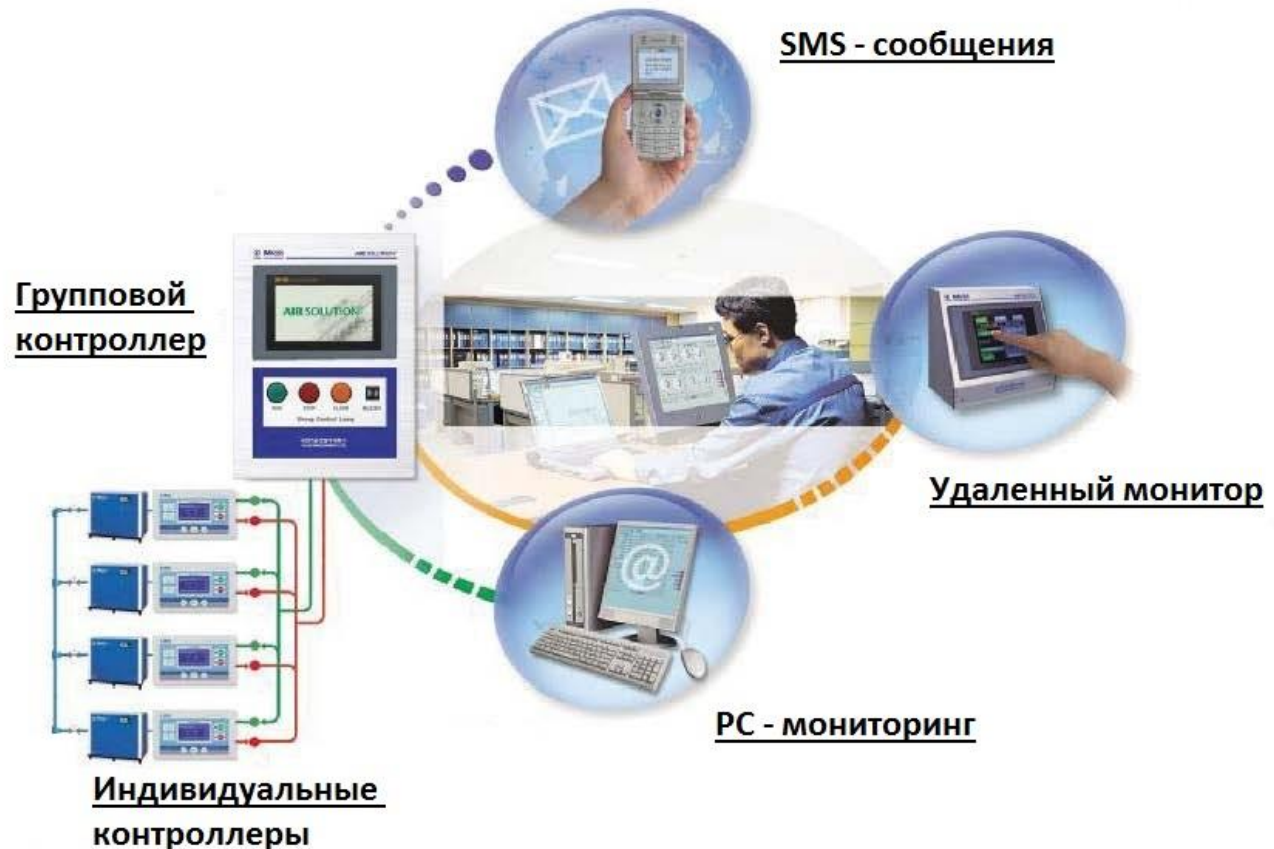 SMS - сообщения
Групповой
контроллер
AIR SOLUTION
Удаленный монитор
@
PC - мониторинг
Индивидуальные
контроллеры